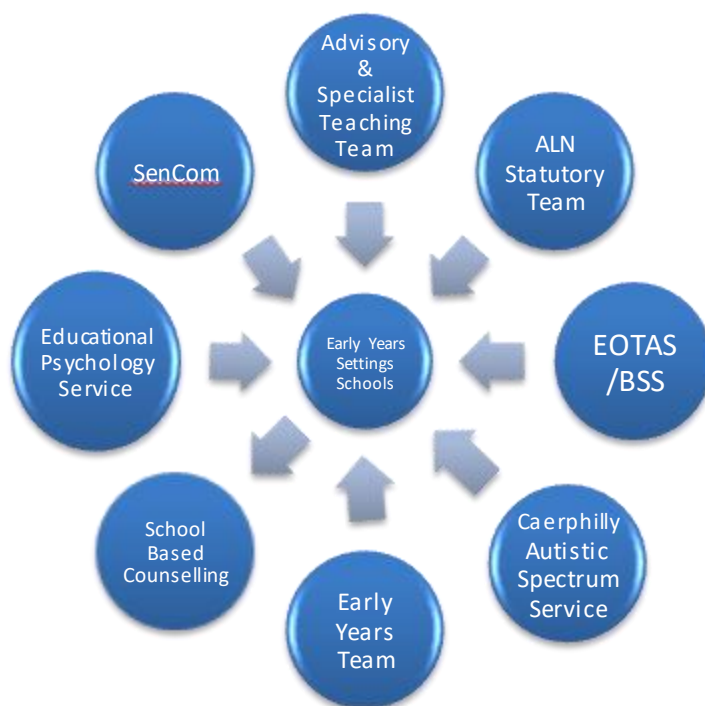 Advisory
&
Specialist
Teaching
Team
ALN
Statutory
Team
EOTAS
/BSS
Caerphilly
Autistic
Spectrum
Service
Early
Years
Team
School
Based
Counselling
Educational
Psychology
Service
SenCom
Early Years
Settings
Schools